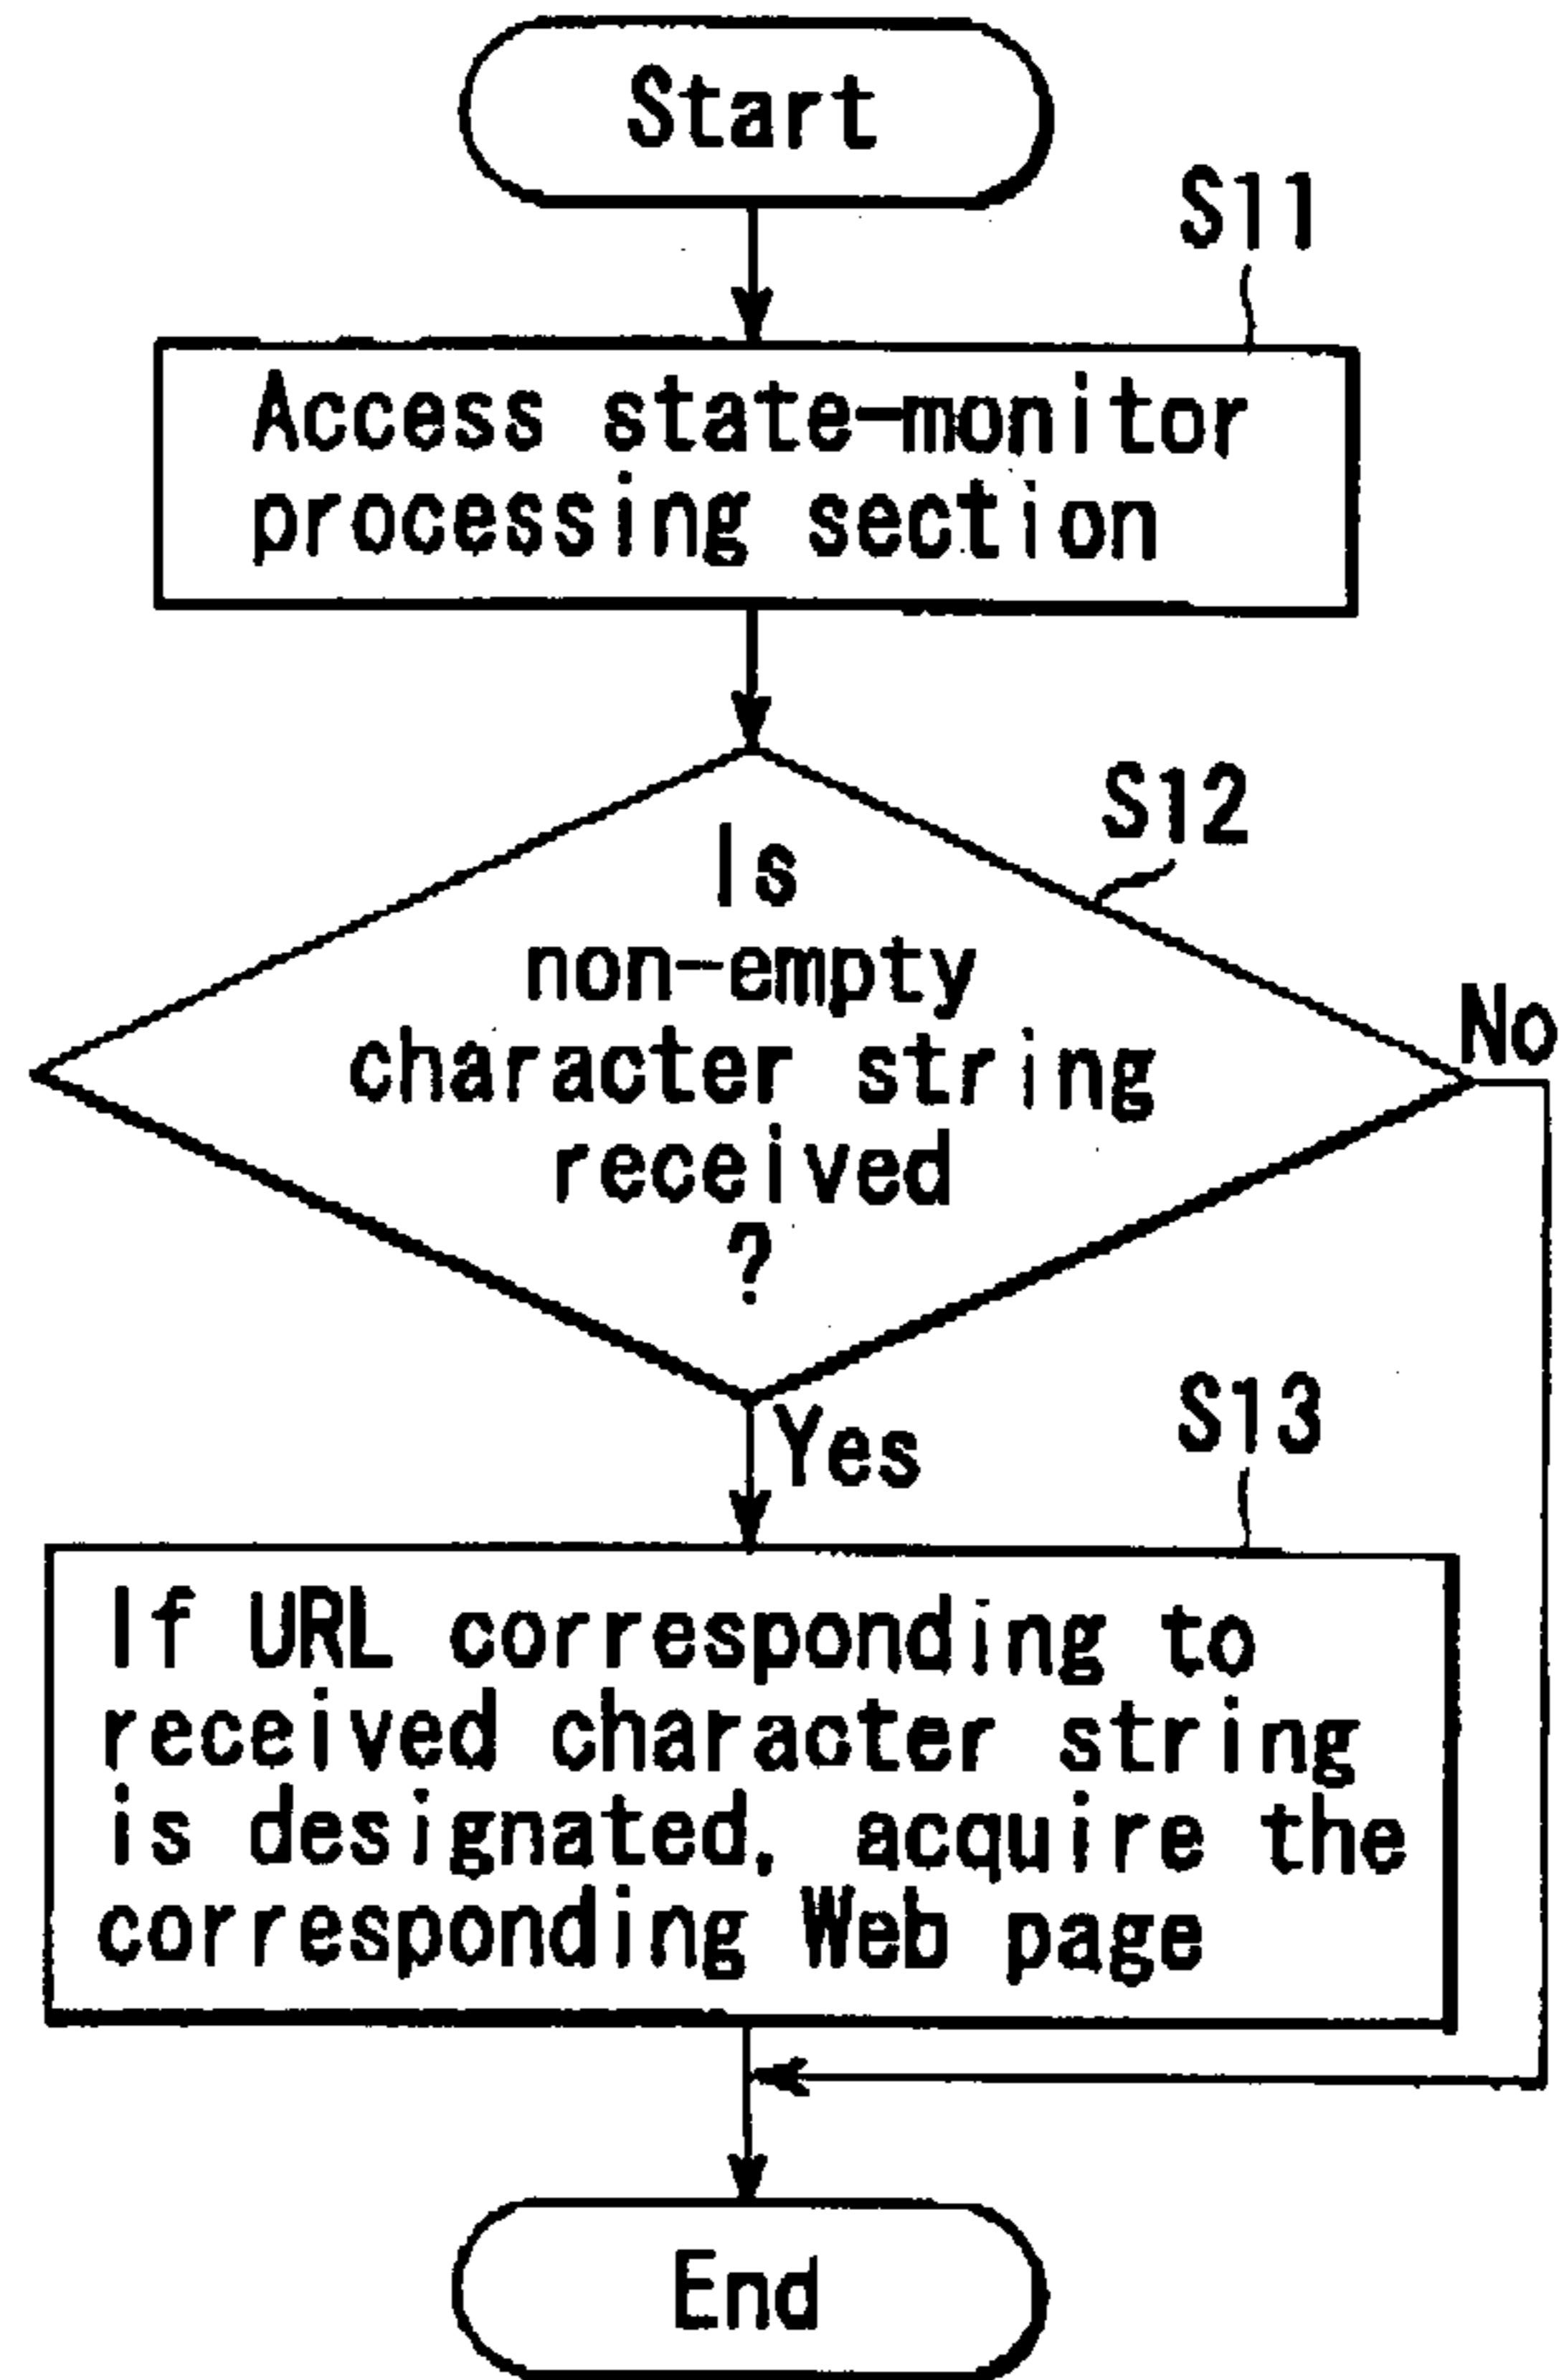 Start
S11
Access state-monitor
processing section
S12
Is
non-empty
character string
received
?
No
Yes
S13
If URL corresponding to
received character string
is designated, acquire the
corresponding Web page
End